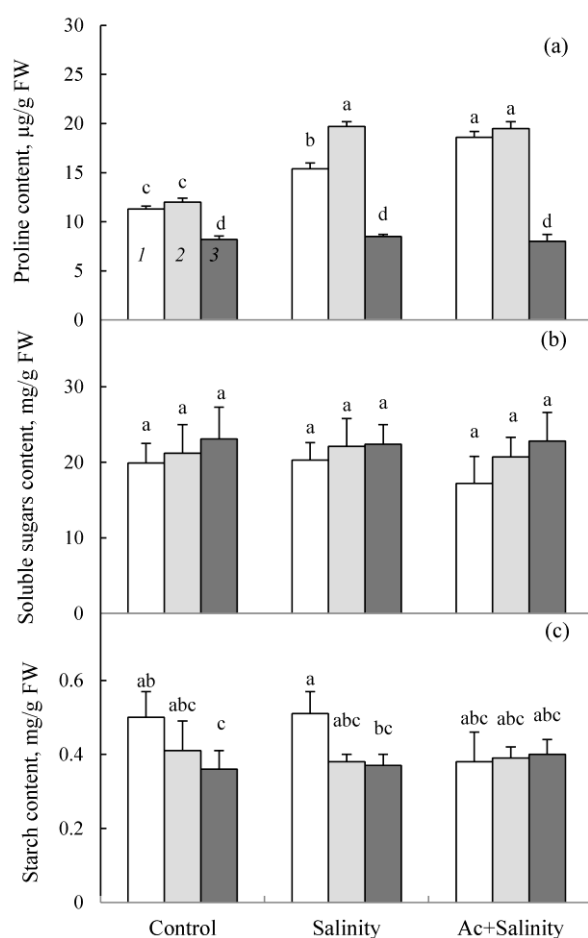 30
(a)
25
a
a
a
20
b
15
c
c
d
d
d
10
1
2
3
5
0
Proline content, μg/g FW
(b)
30
a
a
a
a
a
a
a
a
a
20
10
0
Soluble sugars content, mg/g FW
(c)
0.6
ab
abc
c
a
abc
bc
abc
abc
abc
0.4
0.2
0
Starch content, mg/g FW
Control
Salinity
Ac+Salinity